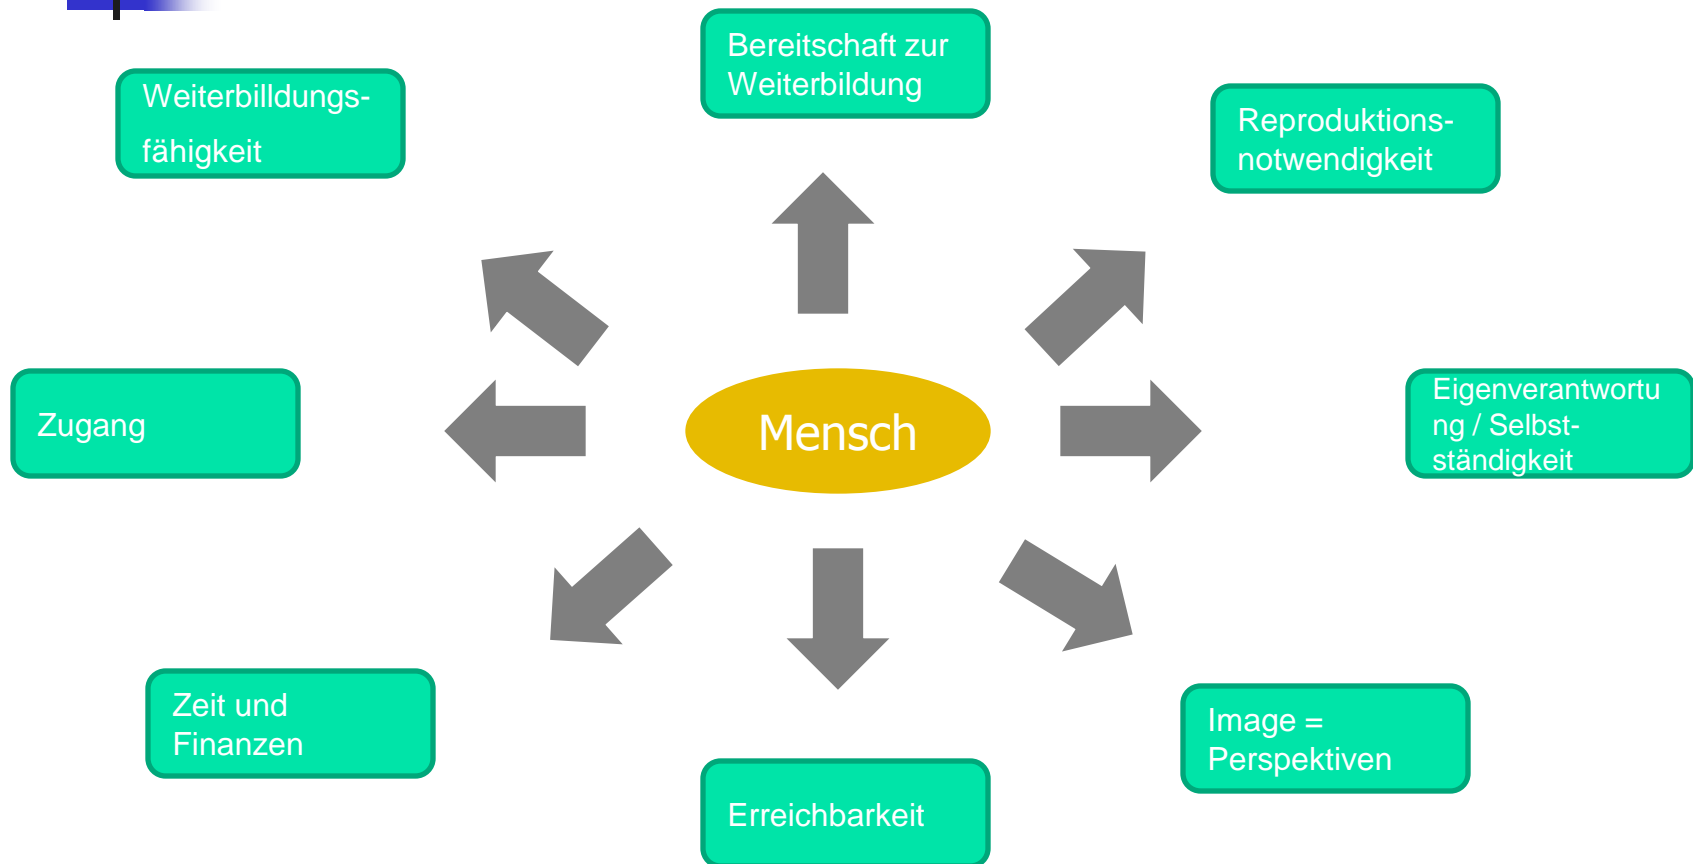 Bereitschaft zur
Weiterbildung
Weiterbilldungs-
fähigkeit
Reproduktions-
notwendigkeit
Zugang
Mensch
Eigenverantwortu
ng / Selbst-
ständigkeit
Zeit und
Finanzen
Image =
Perspektiven
Erreichbarkeit